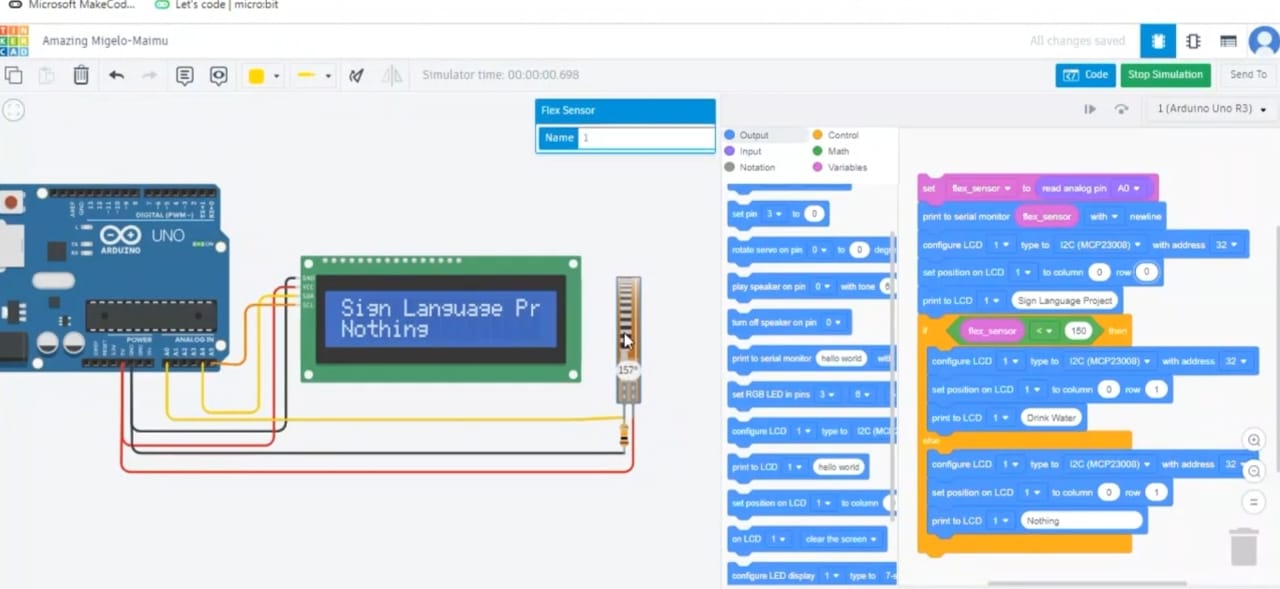 Microsoft MakeCod...
Let's code | micro:bit
TIN
KER
CAD
Amazing Migelo-Maimu
All changes saved
Simulator time: 00:00:00.698
Code
Stop Simulation
Send To
1 (Arduino Uno R3)
Flex Sensor
Name 1
DIGITAL (PWM~)
UNO
ARDUINO
POWER
ANALOG IN
GND
VCC
SDA
SCL
Sign Language Pr
Nothing
157°
Output
Control
Input
Math
Notation
Variables
set pin 3 to 0
rotate servo on pin 0 to 0 degr
play speaker on pin 0 with tone 6
turn off speaker on pin 0
print to serial monitor hello world wit
set RGB LED in pins 3 6
configure LCD 1 type to I2C (MC
print to LCD 1 hello world
set position on LCD 1 to column
on LCD 1 clear the screen
configure LED display 1 type to 7-s
set flex_sensor to read analog pin A0
print to serial monitor flex_sensor with newline
configure LCD 1 type to I2C (MCP23008) with address 32
set position on LCD 1 to column 0 row 0
print to LCD 1 Sign Language Project
if flex_sensor < 150 then
configure LCD 1 type to I2C (MCP23008) with address 32
set position on LCD 1 to column 0 row 1
print to LCD 1 Drink Water
else
configure LCD 1 type to I2C (MCP23008) with address 32
set position on LCD 1 to column 0 row 1
print to LCD 1 Nothing